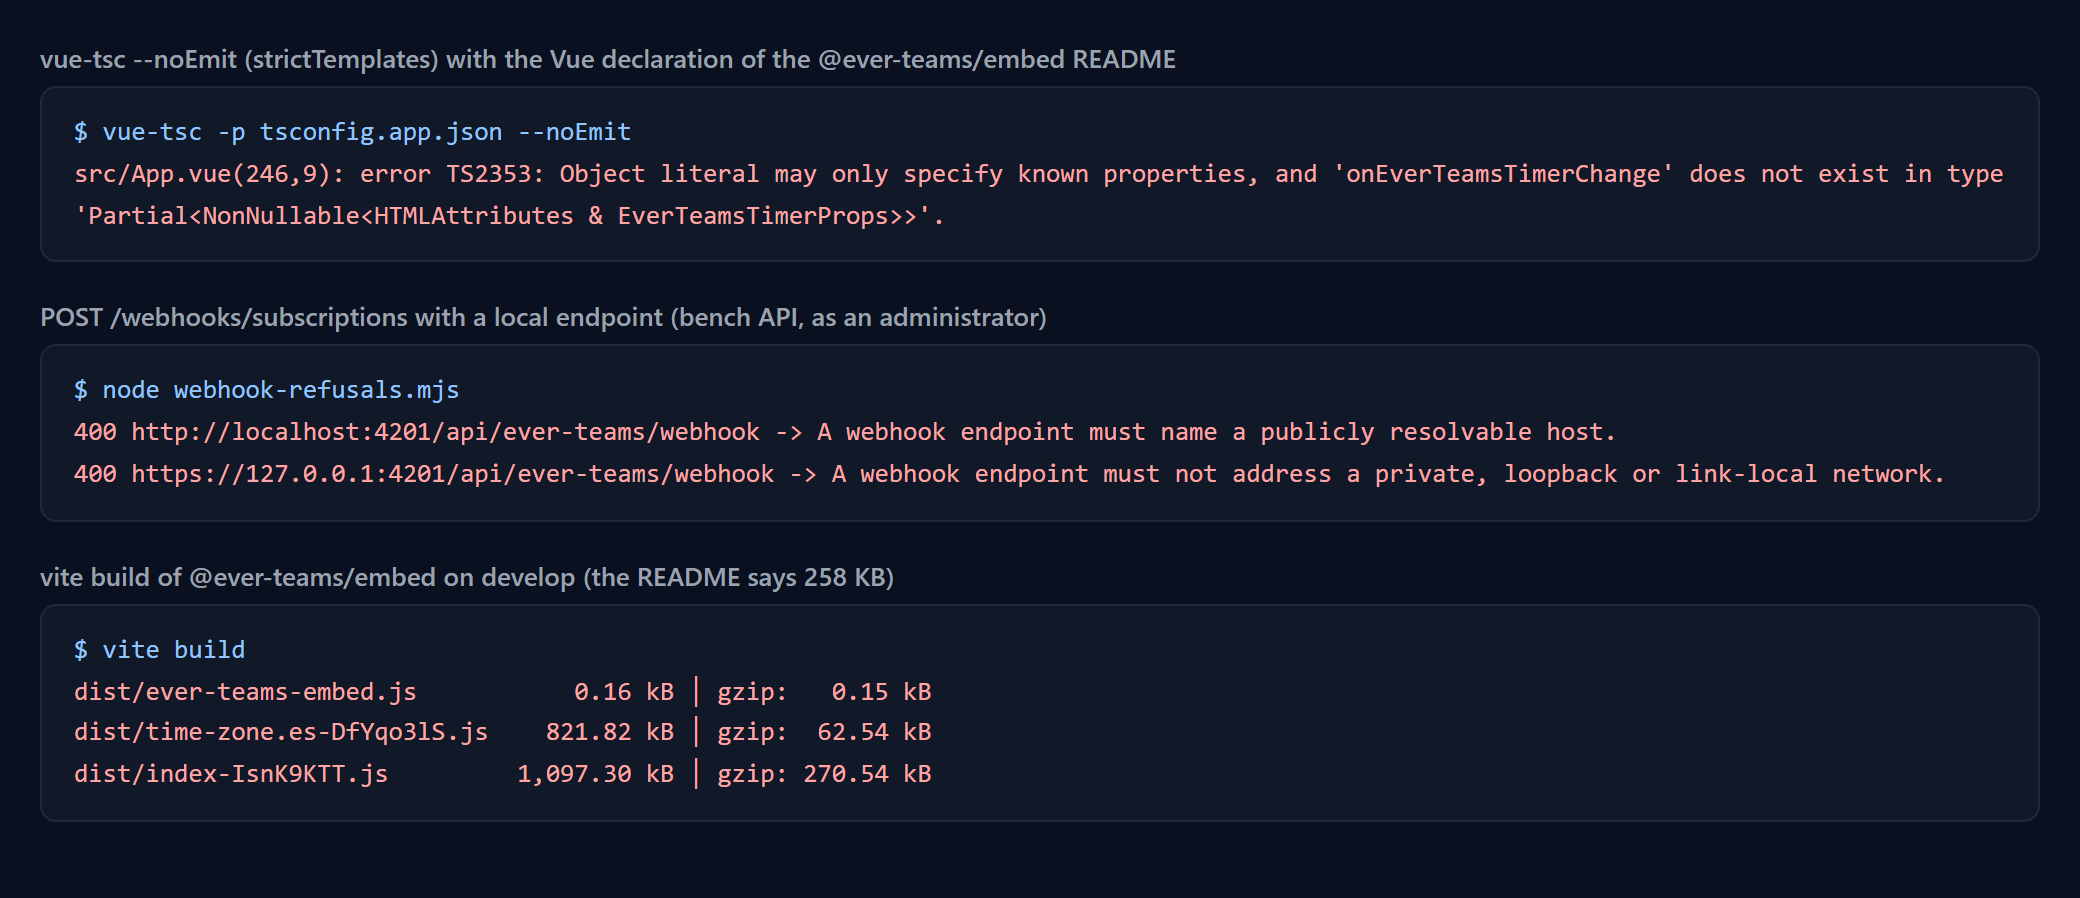 vue-tsc --noEmit (strictTemplates) with the Vue declaration of the @ever-teams/embed README
$ vue-tsc -p tsconfig.app.json --noEmit
src/App.vue(246,9): error TS2353: Object literal may only specify known properties, and 'onEverTeamsTimerChange' does not exist in type
'Partial<NonNullable<HTMLAttributes & EverTeamsTimerProps>>'.
POST /webhooks/subscriptions with a local endpoint (bench API, as an administrator)
$ node webhook-refusals.mjs
400 http://localhost:4201/api/ever-teams/webhook -> A webhook endpoint must name a publicly resolvable host.
400 https://127.0.0.1:4201/api/ever-teams/webhook -> A webhook endpoint must not address a private, loopback or link-local network.
vite build of @ever-teams/embed on develop (the README says 258 KB)
$ vite build
dist/ever-teams-embed.js           0.16 kB │ gzip:   0.15 kB
dist/time-zone.es-DfYqo3lS.js    821.82 kB │ gzip:  62.54 kB
dist/index-IsnK9KTT.js         1,097.30 kB │ gzip: 270.54 kB